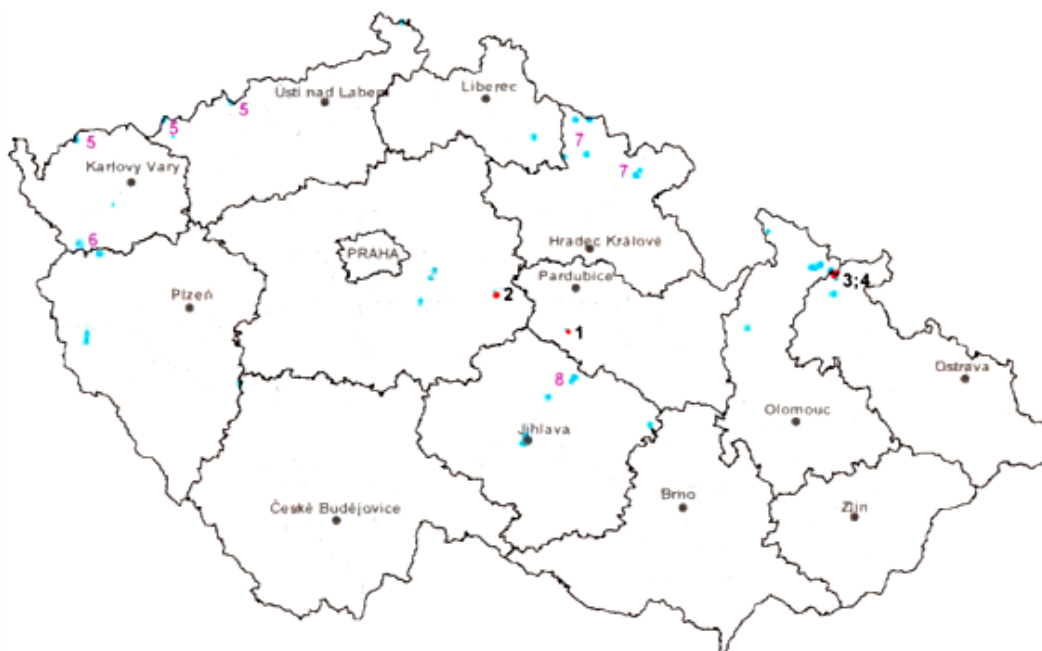 Liberec
Ústí nad Labem
5
5
5
7
Karlovy Vary
7
6
Hradec Králové
PRAHA
Pardubice
3;4
2
Plzeň
1
8
Ostrava
Olomouc
Jihlava
Brno
České Budějovice
Zlín